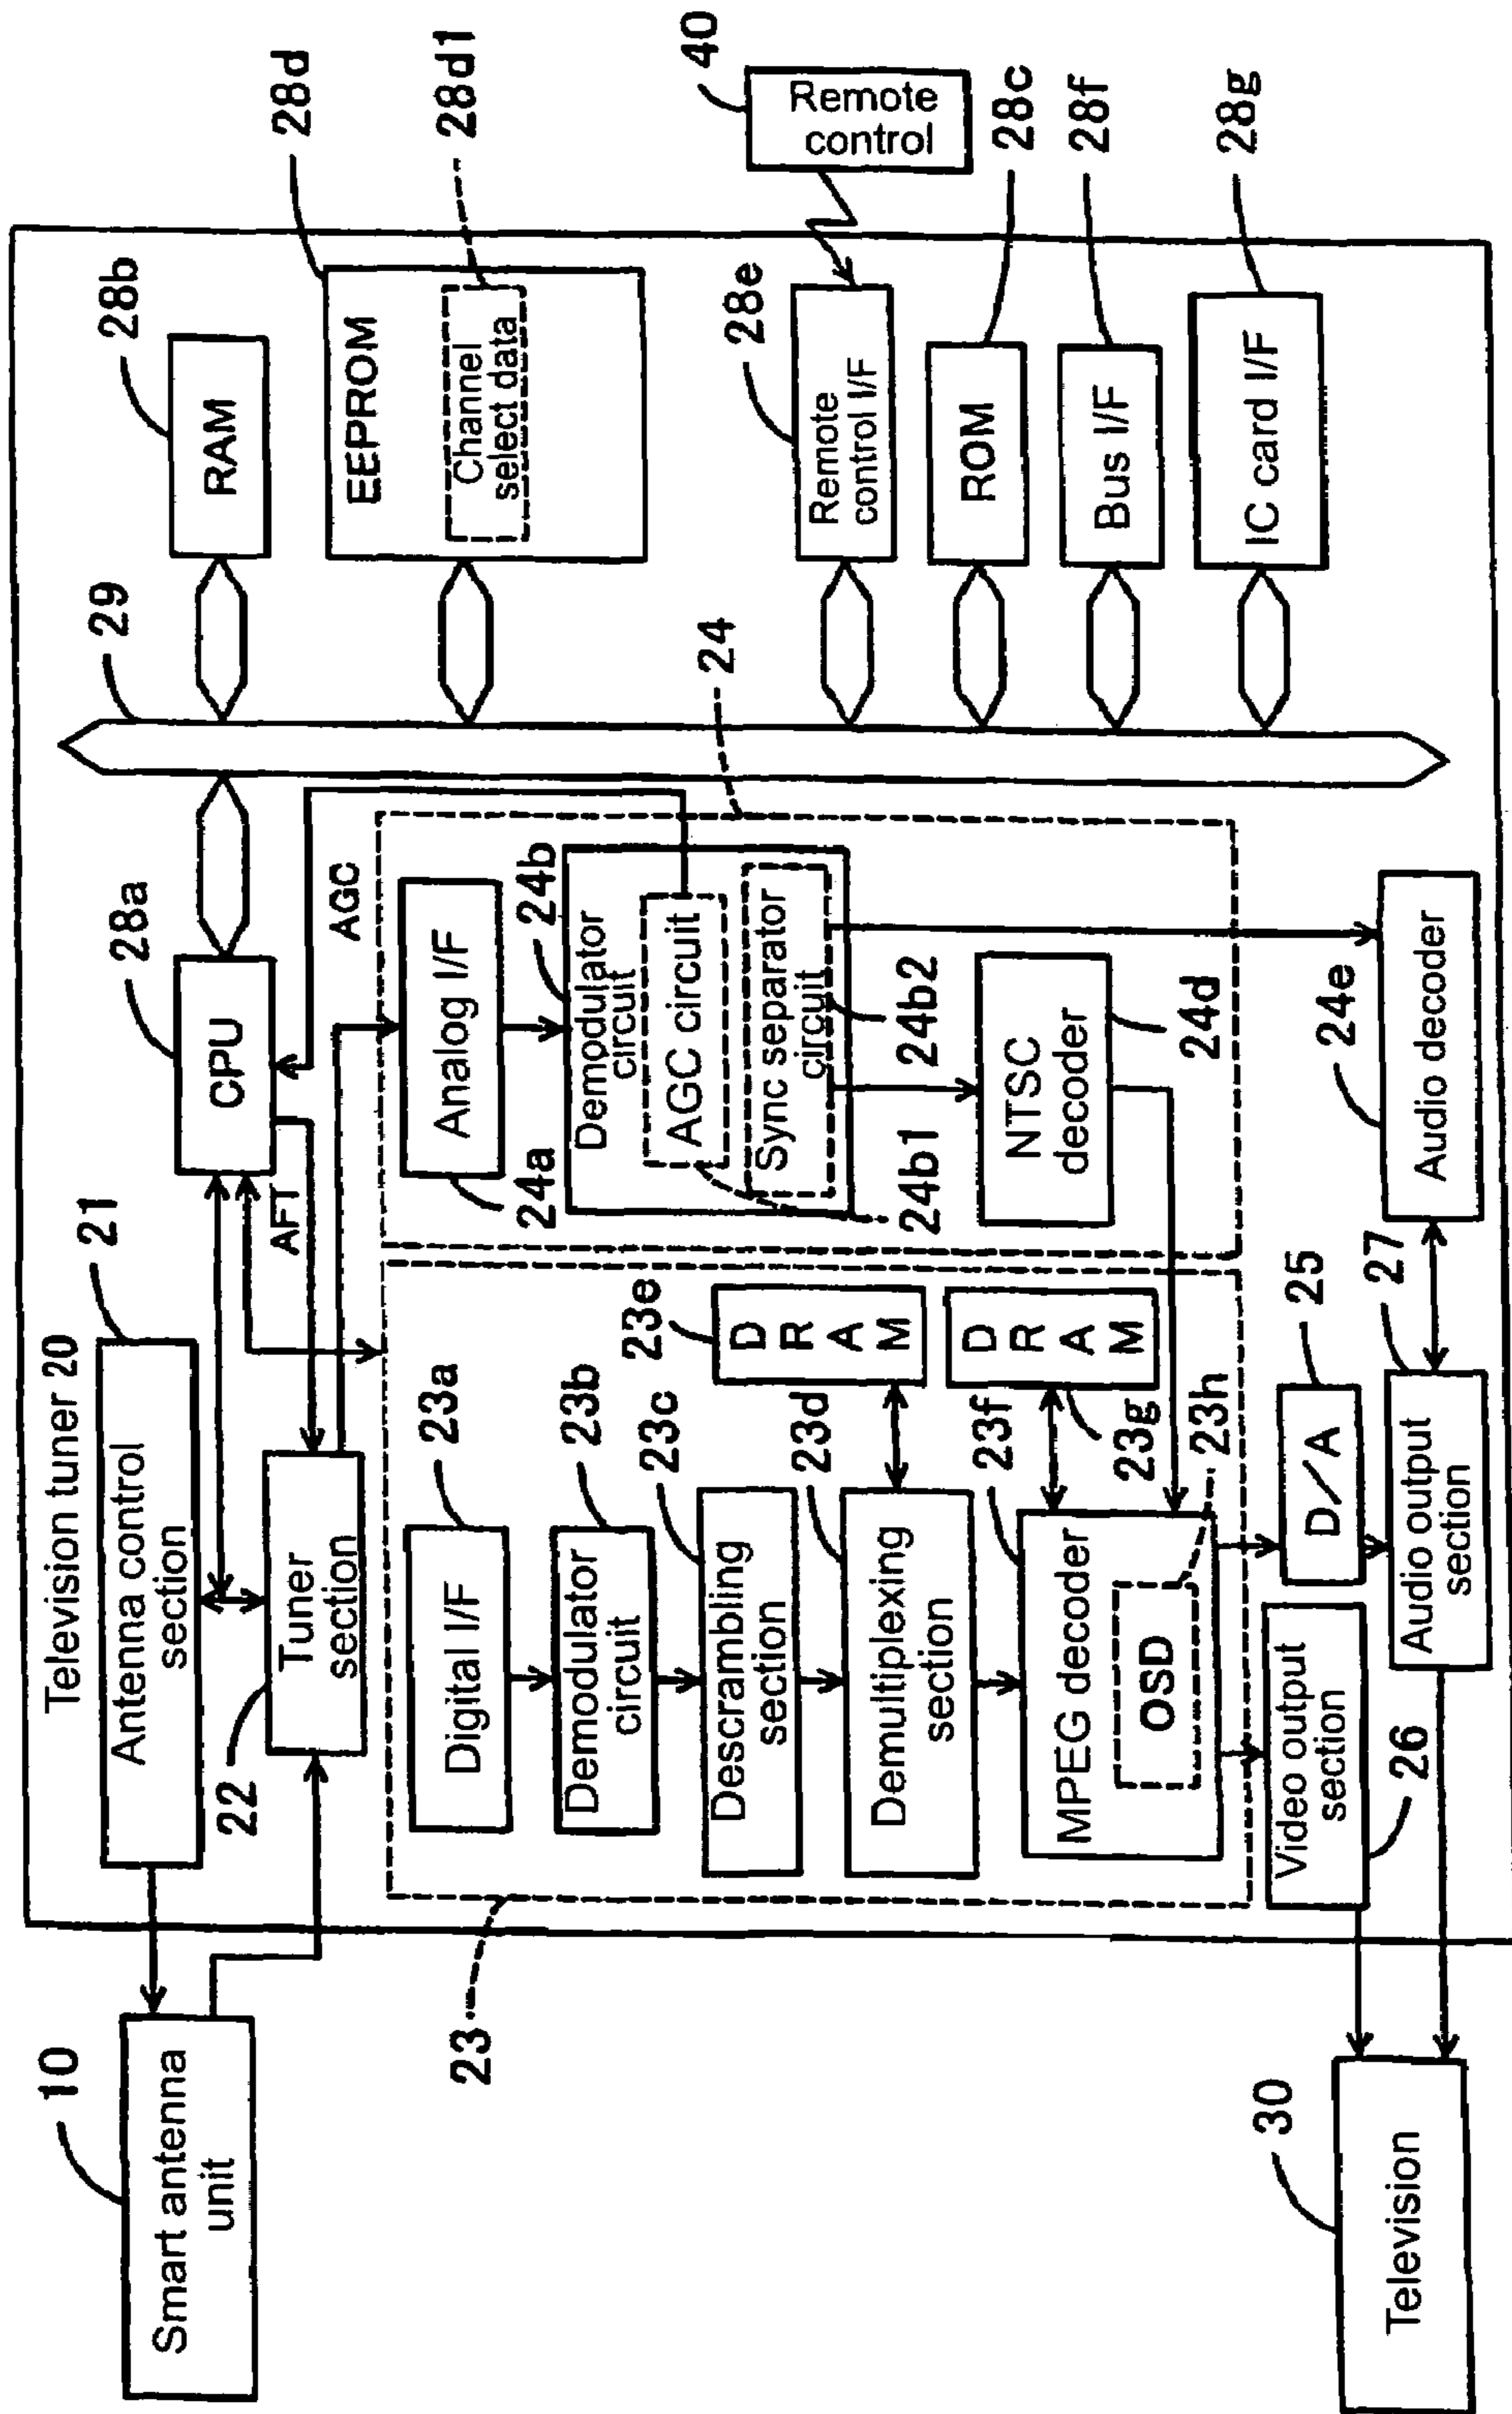 10
Smart antenna
unit
Television tuner 20
21
Antenna control
section
22
Tuner
section
AFT
28a
CPU
AGC
29
28b
RAM
28d
EEPROM
28d1
Channel
select data
40
Remote
control
28e
Remote
control I/F
28c
ROM
28f
Bus I/F
28g
IC card I/F
23
23a
Digital I/F
23b
Demodulator
circuit
23c
Descrambling
section
23d
Demultiplexing
section
23e
D R A M
23f
MPEG decoder
23g
D R A M
23h
OSD
24
24a
Analog I/F
24b
Demodulator
circuit
AGC circuit
24b1
Sync separator
circuit
24b2
NTSC
decoder
24d
24e
Audio decoder
25
D/A
Video output
section
26
27
Audio output
section
30
Television